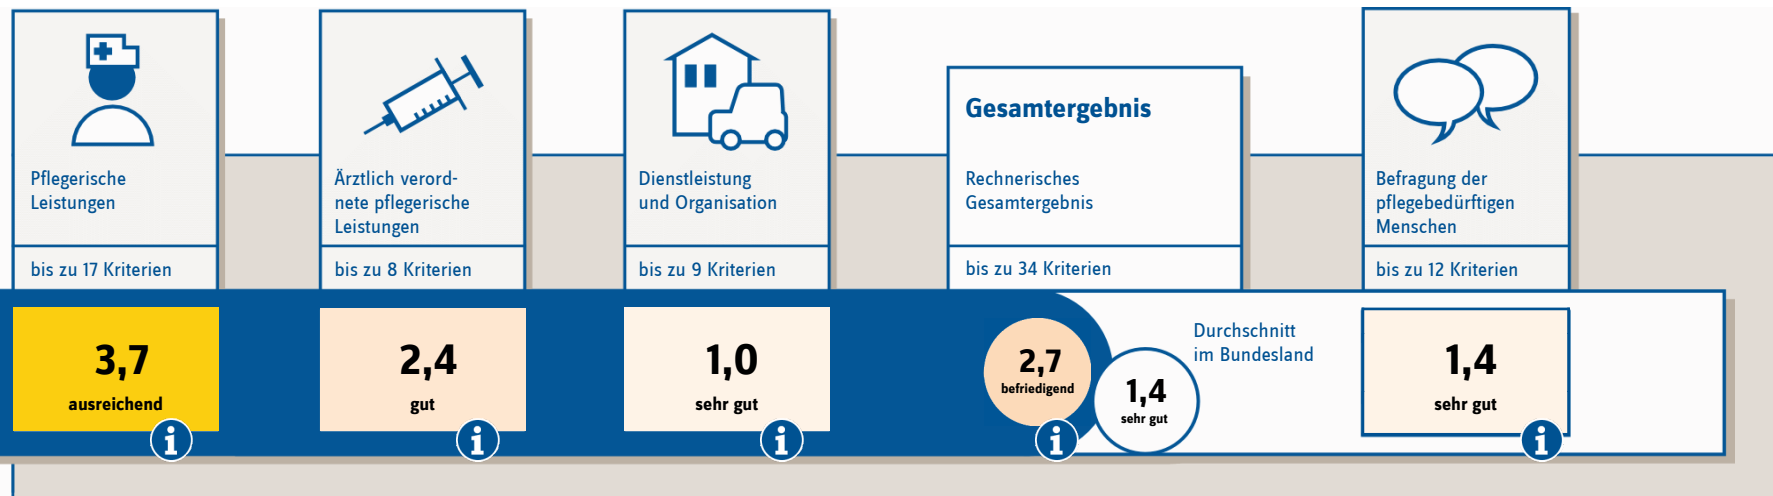 Pflegerische
Leistungen
bis zu 17 Kriterien
3,7
ausreichend
i
Ärztlich verord-
nete pflegerische
Leistungen
bis zu 8 Kriterien
2,4
gut
i
Dienstleistung
und Organisation
bis zu 9 Kriterien
1,0
sehr gut
i
Gesamtergebnis
Rechnerisches
Gesamtergebnis
bis zu 34 Kriterien
2,7
befriedigend
i
Durchschnitt
im Bundesland
1,4
sehr gut
Befragung der
pflegebedürftigen
Menschen
bis zu 12 Kriterien
1,4
sehr gut
i